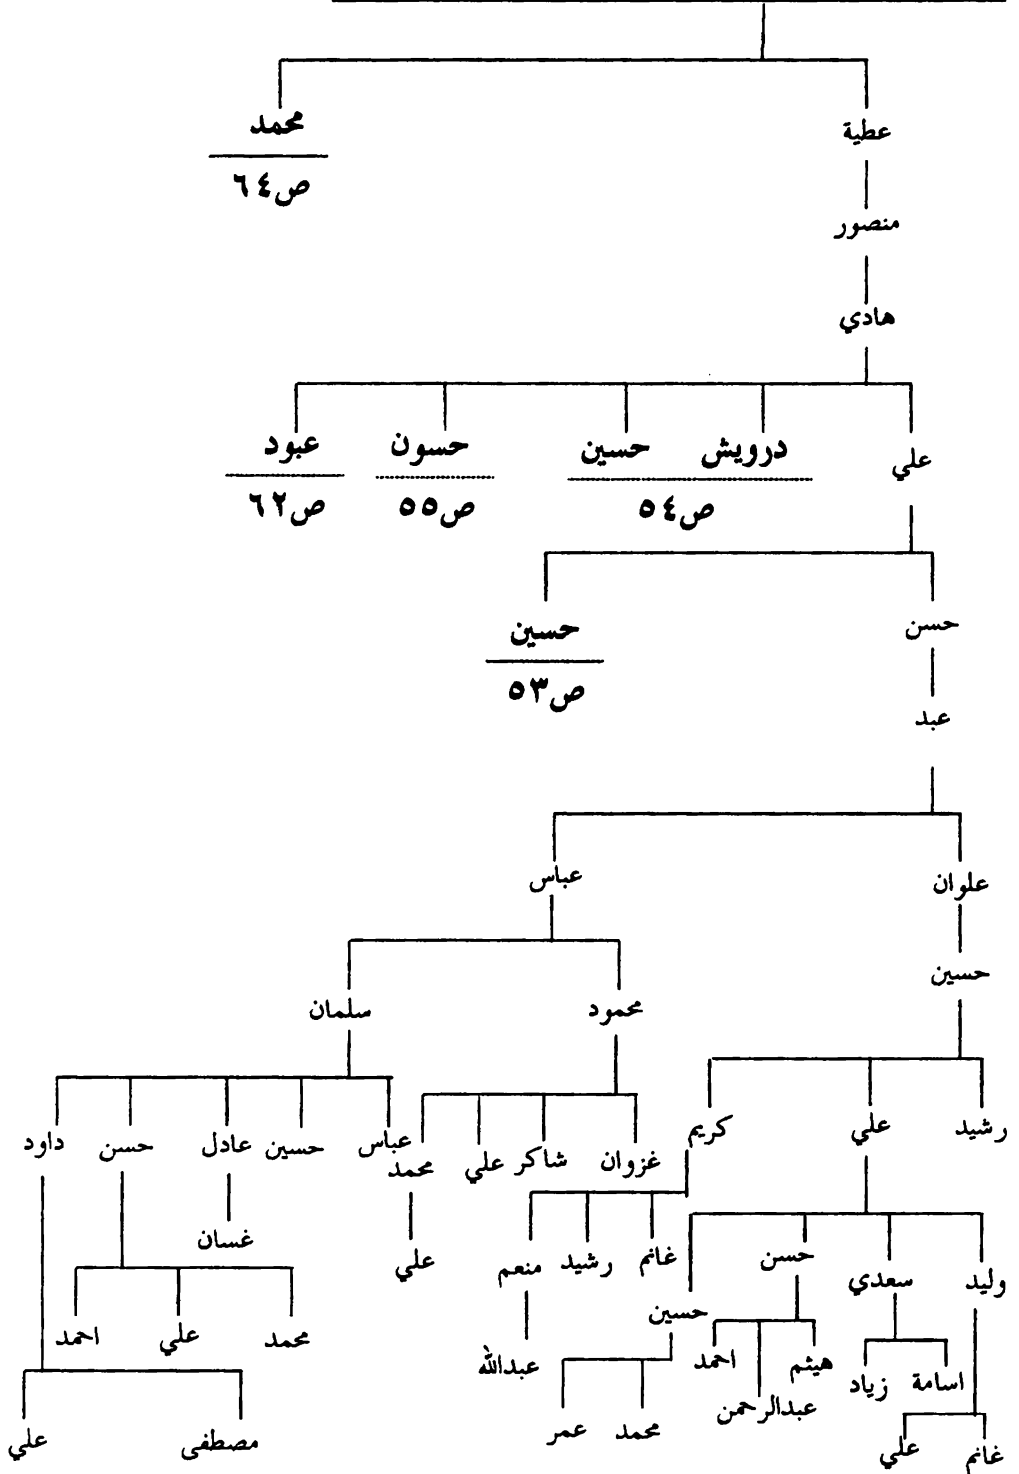 عطية محمد
ص٦٤
منصور
هادي
علي درويش حسين حسون عبود
ص٥٤ ص٥٥ ص٦٢
حسن حسين
ص٥٣
عبد
علوان عباس
حسين
محمود سلمان
رشيد علي كريم
غزوان شاكر علي محمد
عباس حسين عادل حسن داود
وليد سعدي حسن حسين
غانم رشيد منعم
علي
غسان
محمد علي احمد
عبدالله
اسامة زياد
هيثم عبدالرحمن احمد
محمد عمر
غانم علي
مصطفى علي